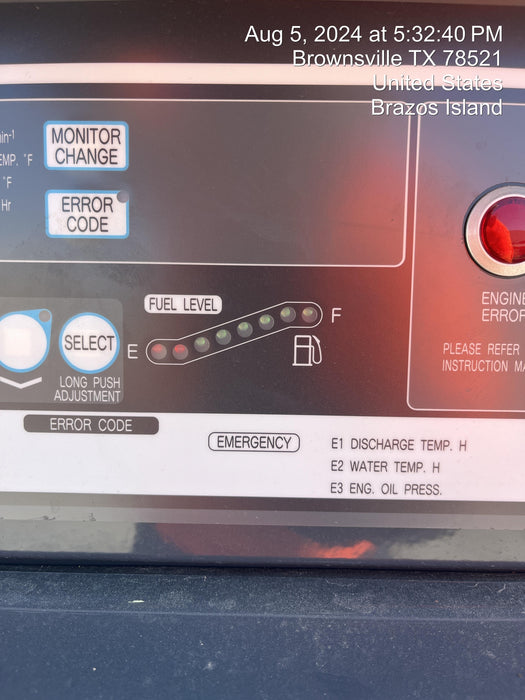 Aug 5, 2024 at 5:32:40 PM
Brownsville TX 78521
United States
Brazos Island
MONITOR
CHANGE
°F
°F
Hr
ERROR
CODE
FUEL LEVEL
F
E
SELECT
LONG PUSH
ADJUSTMENT
ERROR
PLEASE REFER
INSTRUCTION
ERROR CODE
EMERGENCY
E1 DISCHARGE TEMP. H
E2 WATER TEMP. H
E3 ENG. OIL PRESS.